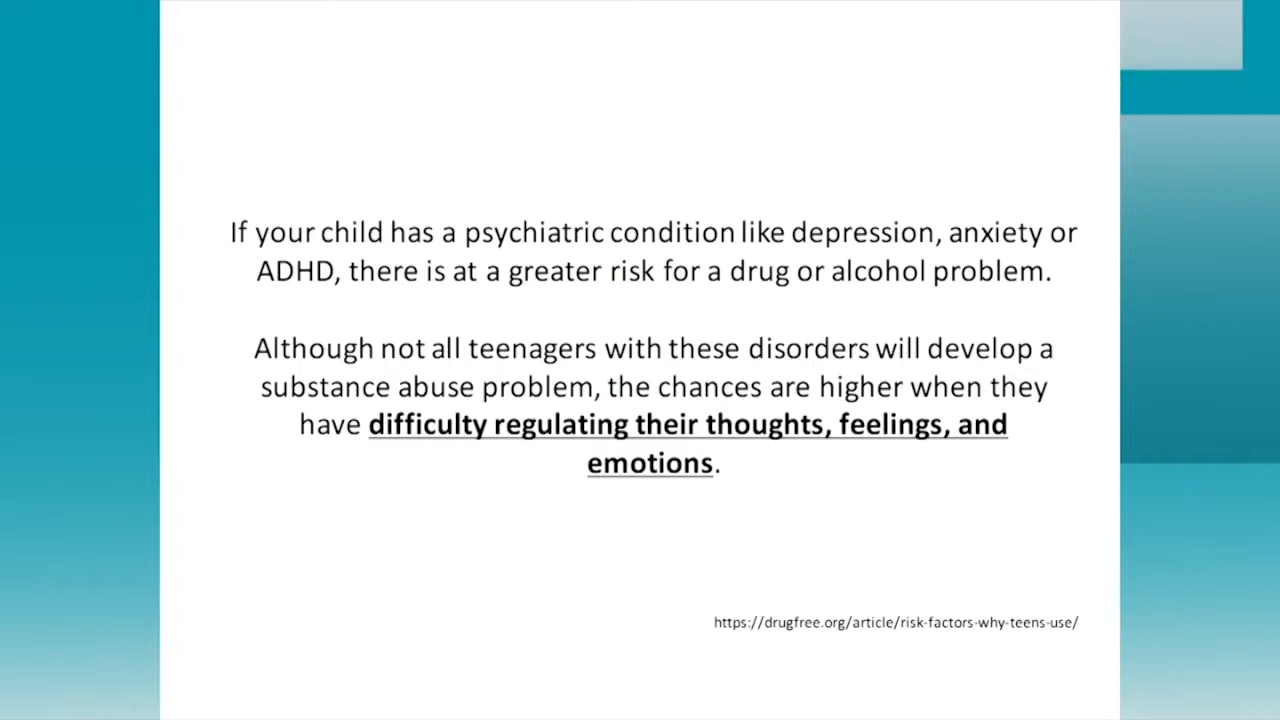 If your child has a psychiatric condition like depression, anxiety or
ADHD, there is at a greater risk for a drug or alcohol problem.
Although not all teenagers with these disorders will develop a
substance abuse problem, the chances are higher when they
have difficulty regulating their thoughts, feelings, and
emotions.
https://drugfree.org/article/risk-factors-why-teens-use/